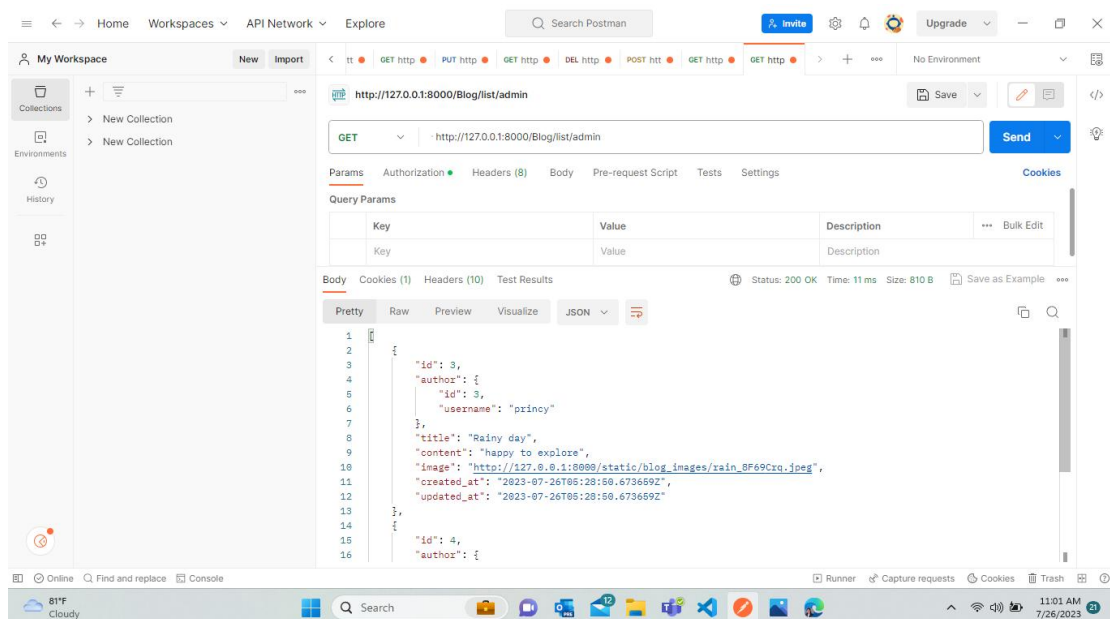 Home Workspaces API Network Explore Search Postman Invite Upgrade
My Workspace New Import tt GET http PUT http GET http DEL http POST htt GET http GET http No Environment
Collections
Environments
History
New Collection
New Collection
HTTP http://127.0.0.1:8000/Blog/list/admin Save
GET http://127.0.0.1:8000/Blog/list/admin Send
Params Authorization Headers (8) Body Pre-request Script Tests Settings Cookies
Query Params
Key Value Description Bulk Edit
Key Value Description
Body Cookies (1) Headers (10) Test Results Status: 200 OK Time: 11 ms Size: 810 B Save as Example
Pretty Raw Preview Visualize JSON
1 [
2 {
3 "id": 3,
4 "author": {
5 "id": 3,
6 "username": "princy"
7 },
8 "title": "Rainy day",
9 "content": "happy to explore",
10 "image": "http://127.0.0.1:8000/static/blog_images/rain_8F69Crq.jpeg",
11 "created_at": "2023-07-26T05:28:50.673659Z",
12 "updated_at": "2023-07-26T05:28:50.673659Z"
13 },
14 {
15 "id": 4,
16 "author": {
Online Find and replace Console Runner Capture requests Cookies Trash
81°F
Cloudy
Search
12
11:01 AM
7/26/2023
21